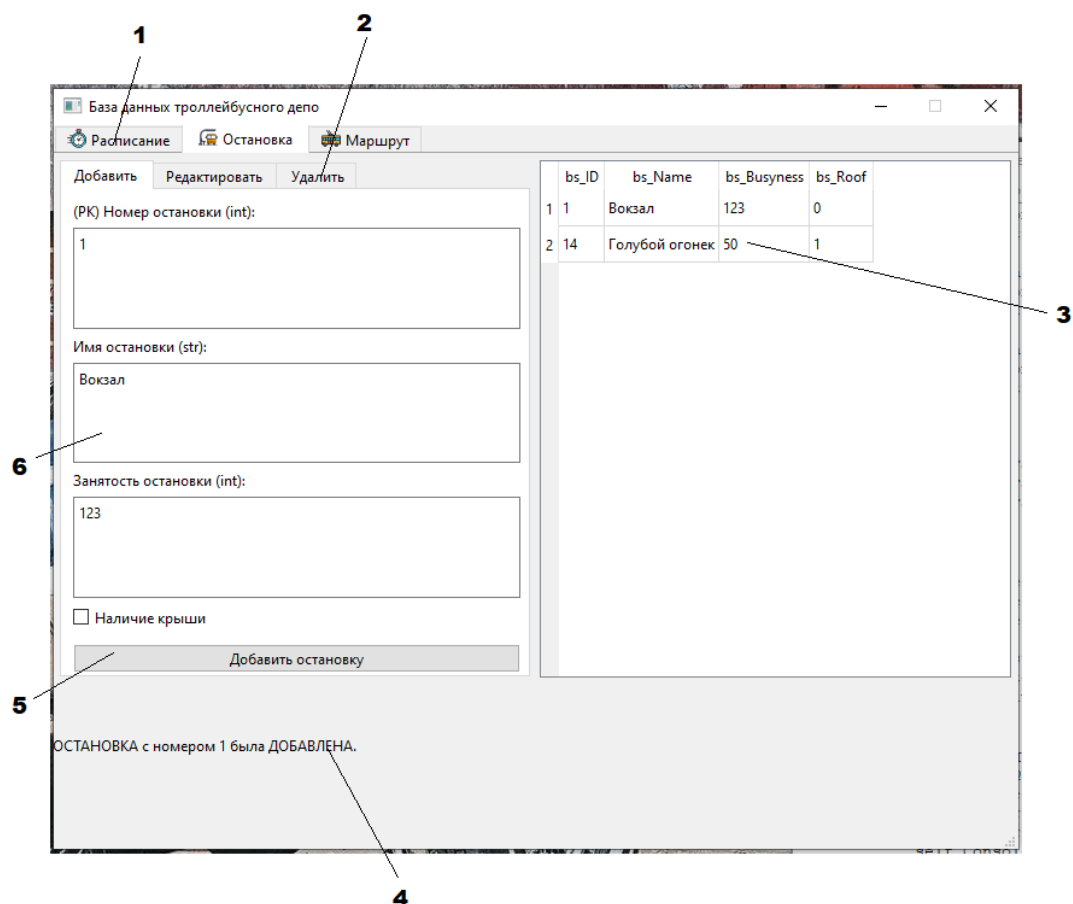 1
2
База данных троллейбусного депо
Расписание Остановка Маршрут
Добавить Редактировать Удалить
(PK) Номер остановки (int):
1
Имя остановки (str):
Вокзал
6
Занятость остановки (int):
123
Наличие крыши
Добавить остановку
5
bs_ID bs_Name bs_Busyness bs_Roof
1 1 Вокзал 123 0
2 14 Голубой огонек 50 1
3
ОСТАНОВКА с номером 1 была ДОБАВЛЕНА.
4